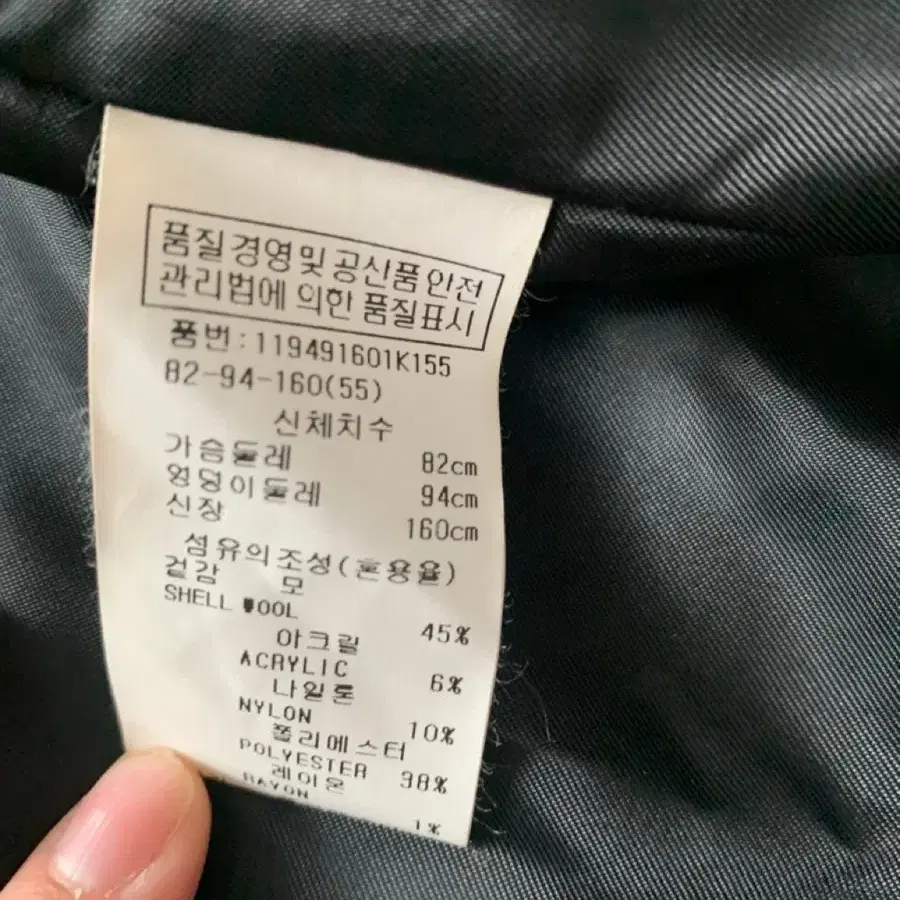 품질경영및공산품안전
관리법에 의한 품질표시
품번:119491601K155
82-94-160(55)
신체치수
가슴둘레 82cm
엉덩이둘레 94cm
신장 160cm
섬유의조성(혼용율)
겉감 모
SHELL WOOL 45%
아크릴
ACRYLIC 6%
나일론
NYLON 10%
폴리에스터
POLYESTER 38%
레이온
RAYON 1%